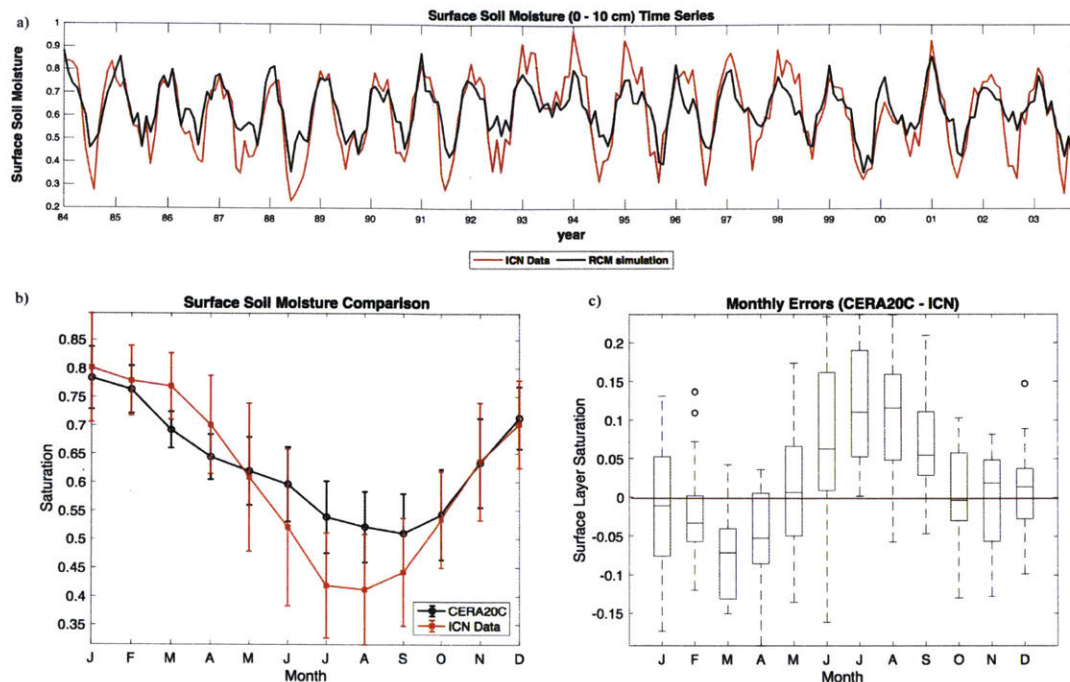 a)
Surface Soil Moisture (0 - 10 cm) Time Series
Surface Soil Moisture
1
0.9
0.8
0.7
0.6
0.5
0.4
0.3
0.2
84 85 86 87 88 89 90 91 92 93 94 95 96 97 98 99 00 01 02 03
year
ICN Data RCM simulation
b)
Surface Soil Moisture Comparison
Saturation
0.85
0.8
0.75
0.7
0.65
0.6
0.55
0.5
0.45
0.4
0.35
CERA20C
ICN Data
J F M A M J J A S O N D
Month
c)
Monthly Errors (CERA20C - ICN)
Surface Layer Saturation
0.2
0.15
0.1
0.05
0
-0.05
-0.1
-0.15
J F M A M J J A S O N D
Month